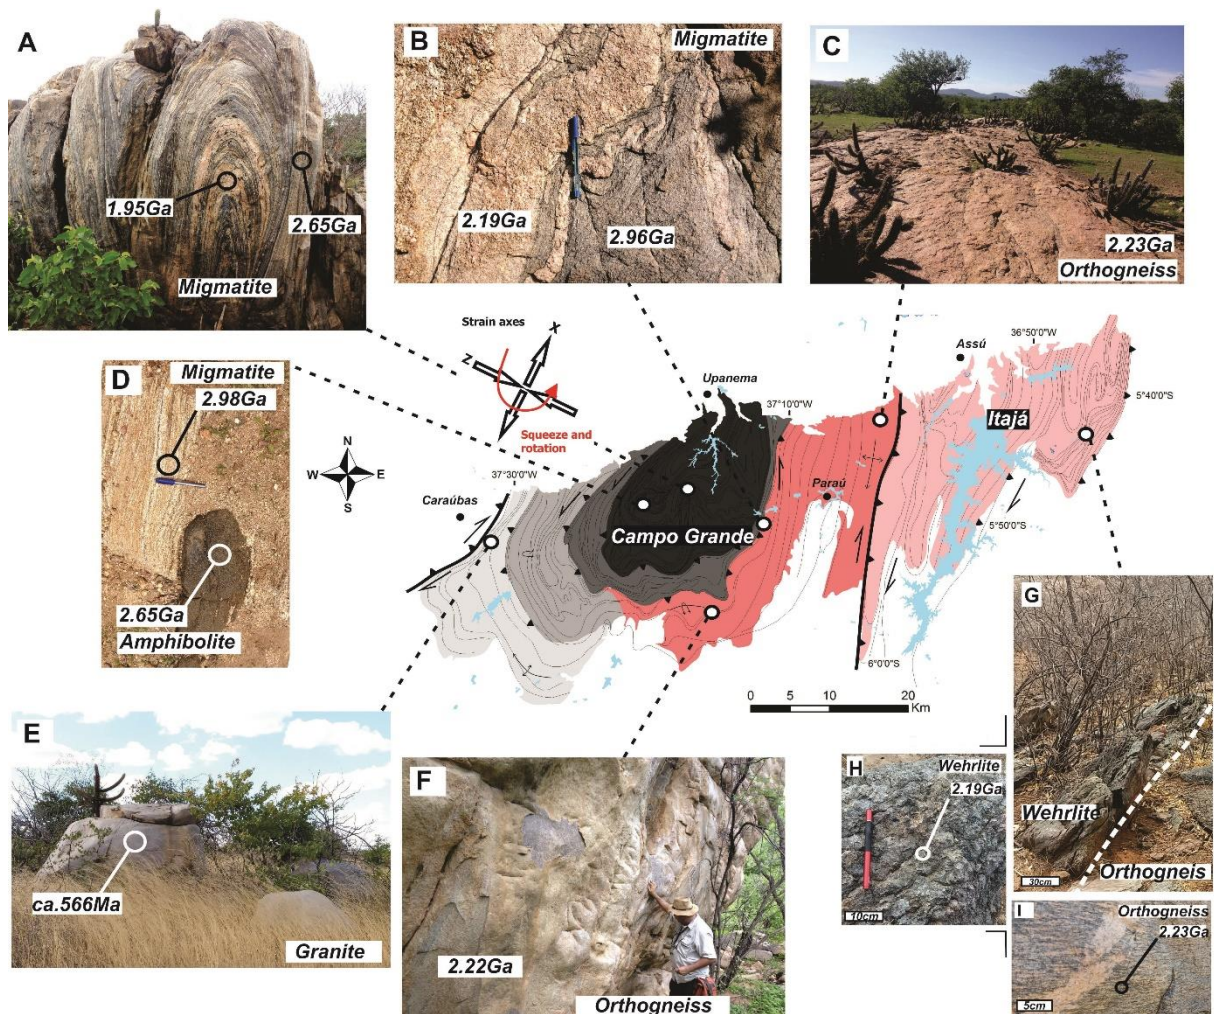 A
1.95Ga
2.65Ga
Migmatite
B
Migmatite
2.19Ga
2.96Ga
C
2.23Ga
Orthogneiss
D
Migmatite
2.98Ga
2.65Ga
Amphibolite
Strain axes
X
Z
Squeeze and
rotation
N
W
E
S
Upanema
Assú
36°50'0"W
5°40'0"S
37°10'0"W
Itajá
37°30'0"W
Caraúbas
Paraú
5°50'0"S
Campo Grande
6°0'0"S
0 5 10 20
Km
E
ca.566Ma
Granite
F
2.22Ga
Orthogneiss
G
Wehrlite
Orthogneis
30cm
H
Wehrlite
2.19Ga
10cm
I
Orthogneiss
2.23Ga
5cm